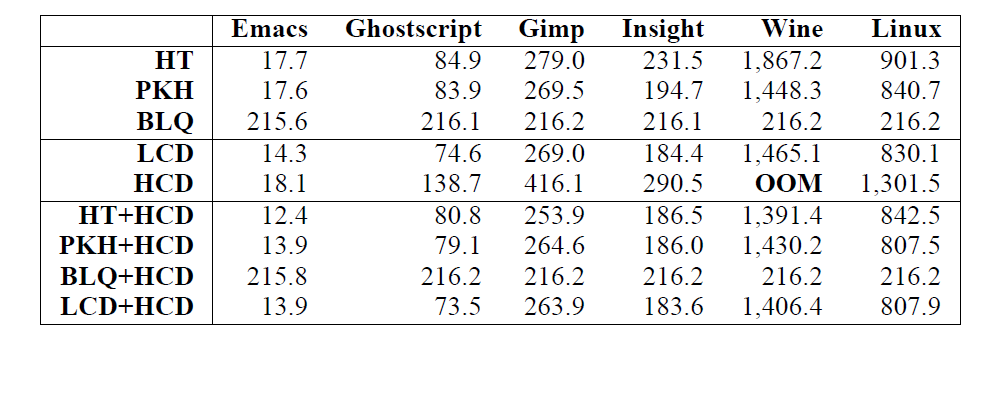 Emacs Ghostscript Gimp Insight Wine Linux
HT 17.7 84.9 279.0 231.5 1,867.2 901.3
PKH 17.6 83.9 269.5 194.7 1,448.3 840.7
BLQ 215.6 216.1 216.2 216.1 216.2 216.2
LCD 14.3 74.6 269.0 184.4 1,465.1 830.1
HCD 18.1 138.7 416.1 290.5 OOM 1,301.5
HT+HCD 12.4 80.8 253.9 186.5 1,391.4 842.5
PKH+HCD 13.9 79.1 264.6 186.0 1,430.2 807.5
BLQ+HCD 215.8 216.2 216.2 216.2 216.2 216.2
LCD+HCD 13.9 73.5 263.9 183.6 1,406.4 807.9